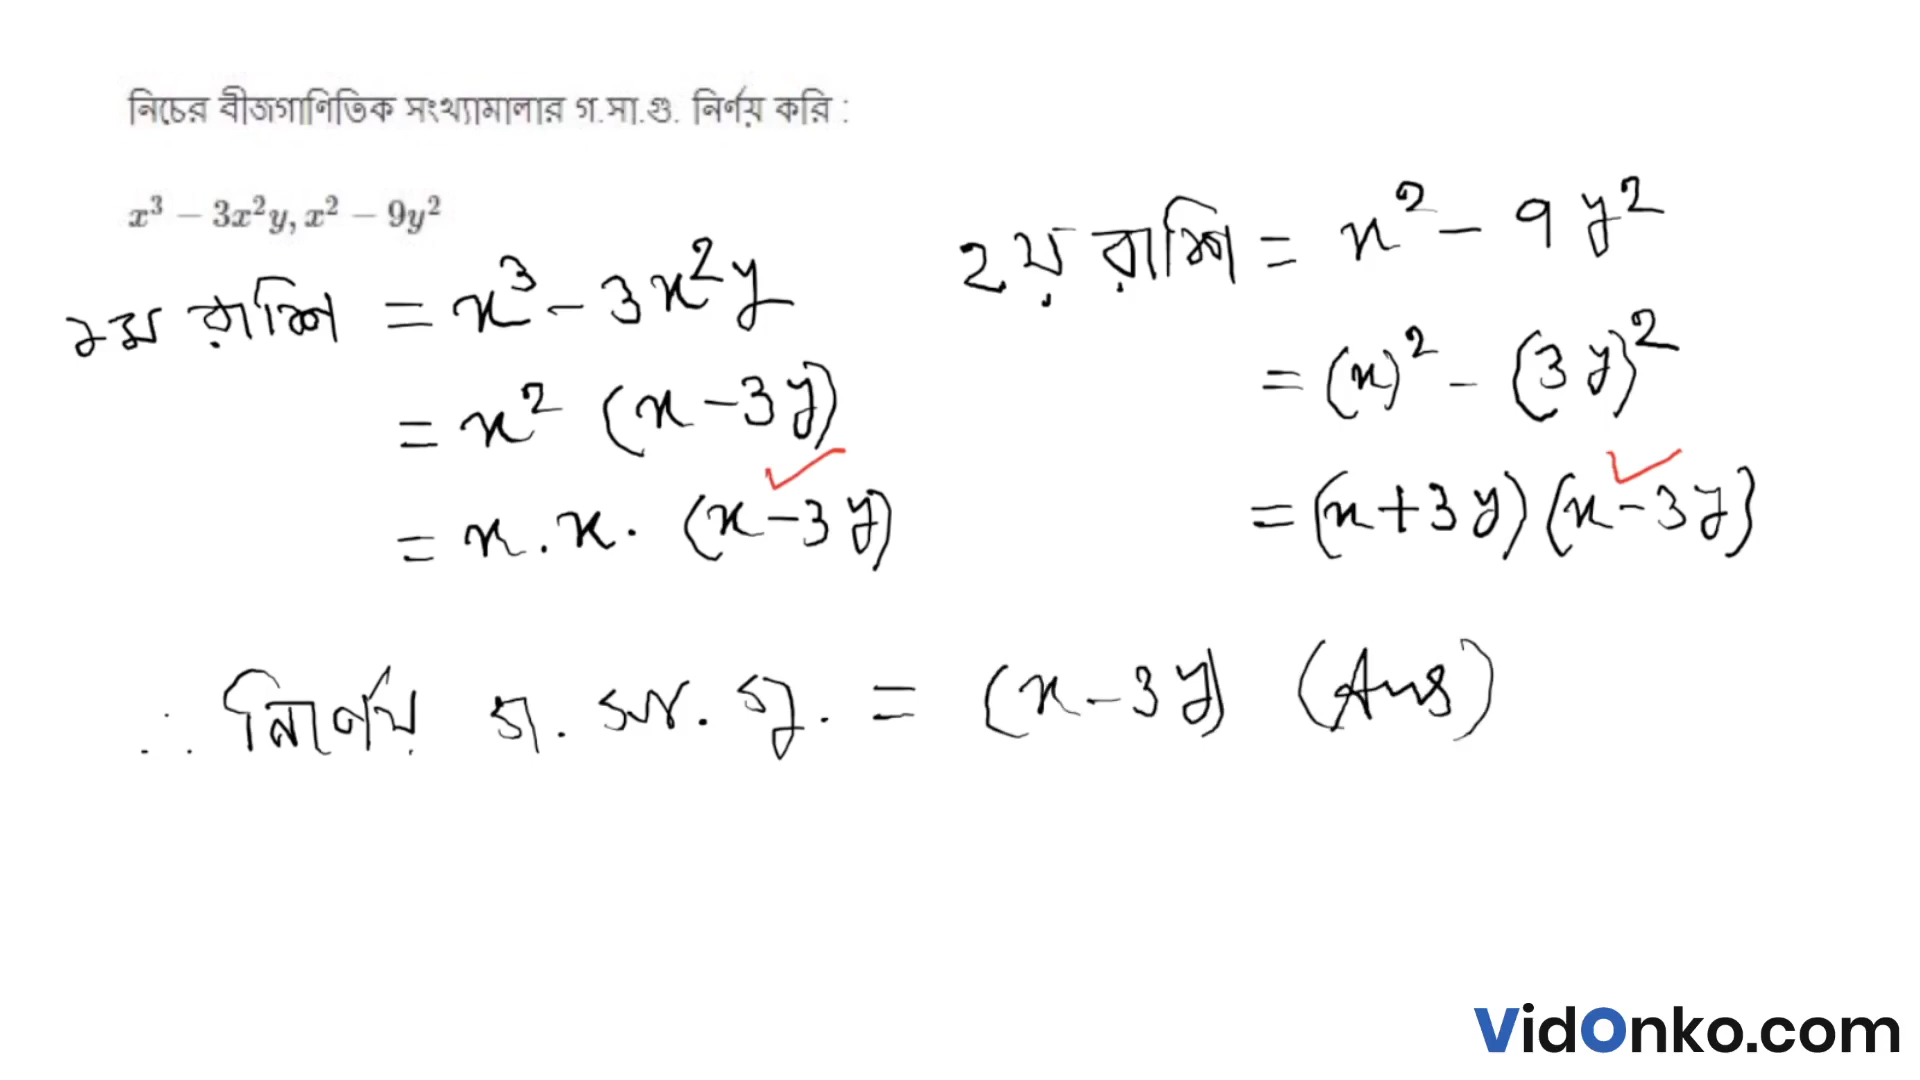 নিচের বীজগাণিতিক সংখ্যামালার গ.সা.গু. নির্ণয় করি :
x³ − 3x²y, x² − 9y²
১ম রাশি = x³ − 3x²y
= x² (x − 3y)
= x . x . (x − 3y)
২য় রাশি = x² − 9y²
= (x)² − (3y)²
= (x + 3y) (x − 3y)
∴ নির্ণেয় গ. সা. গু. = (x − 3y) (Ans)
VidOnko.com